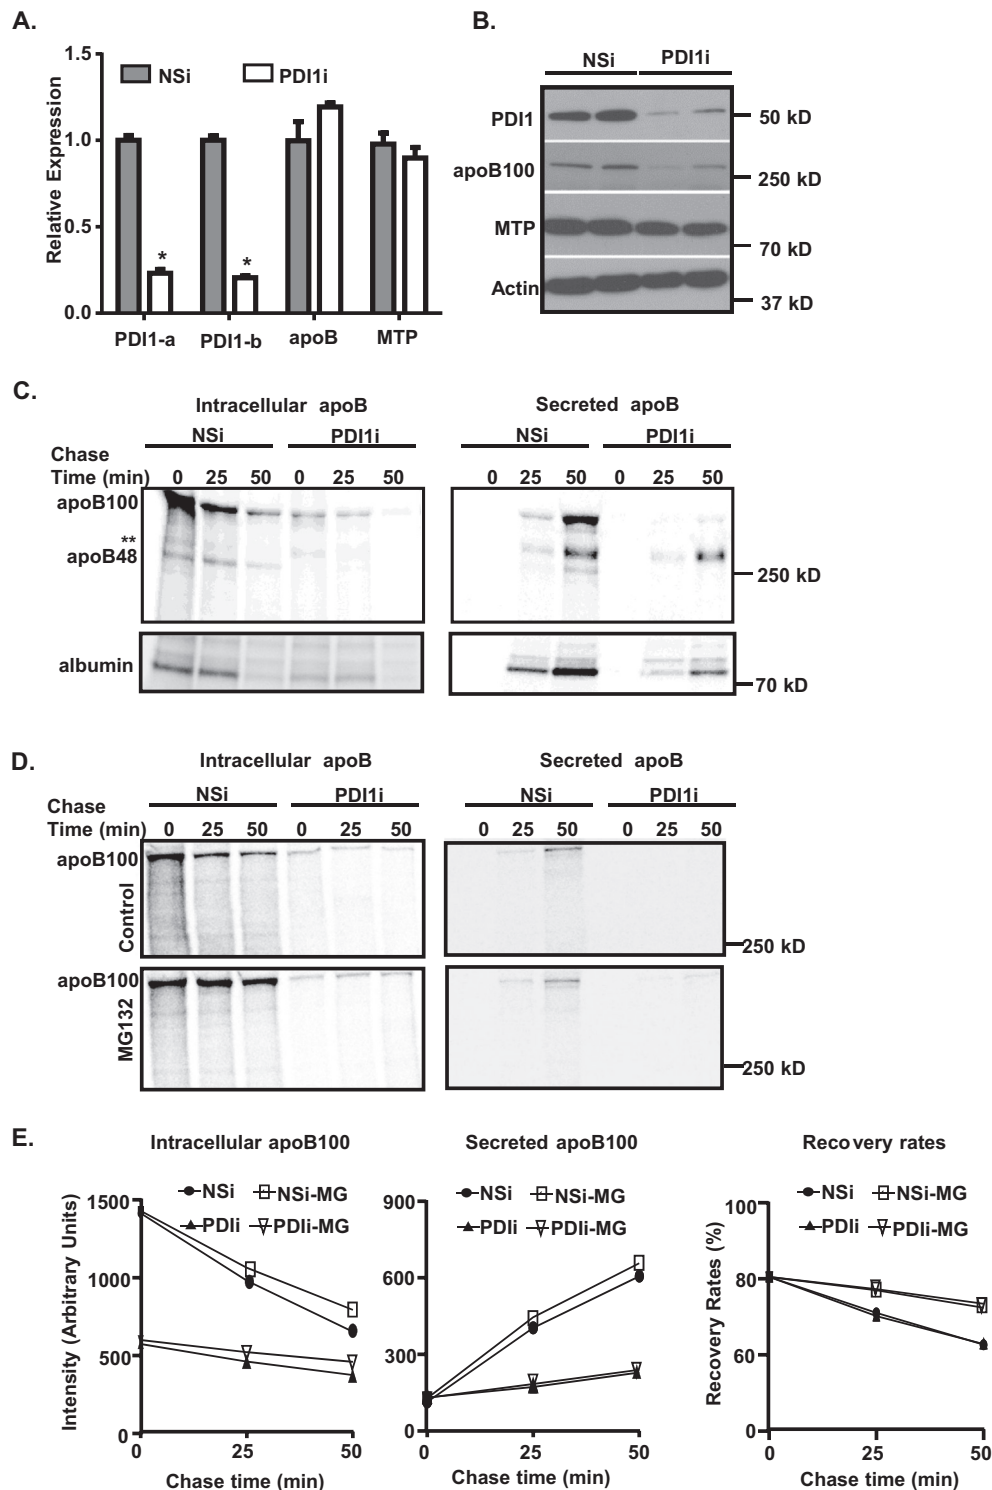 A.
1.5
1.0
0.5
0.0
Relative Expression
NSi
PDI1i
*
*
PDI1-a PDI1-b apoB MTP
B.
NSi PDI1i
PDI1
50 kD
apoB100
250 kD
MTP
70 kD
Actin
37 kD
C.
Intracellular apoB
Secreted apoB
NSi PDI1i
NSi PDI1i
Chase
Time (min) 0 25 50 0 25 50
0 25 50 0 25 50
apoB100
**
apoB48
250 kD
albumin
70 kD
D.
Intracellular apoB
Secreted apoB
NSi PDI1i
NSi PDI1i
Chase
Time (min) 0 25 50 0 25 50
0 25 50 0 25 50
apoB100
Control
250 kD
apoB100
MG132
250 kD
E.
Intracellular apoB100
NSi NSi-MG
PDIi PDIi-MG
Intensity (Arbitrary Units)
1500
1000
500
0
0 25 50
Chase time (min)
Secreted apoB100
NSi NSi-MG
PDIi PDIi-MG
900
600
300
0
0 25 50
Chase time (min)
Recovery rates
NSi NSi-MG
PDIi PDIi-MG
Recovery Rates (%)
100
80
60
0
0 25 50
Chase time (min)